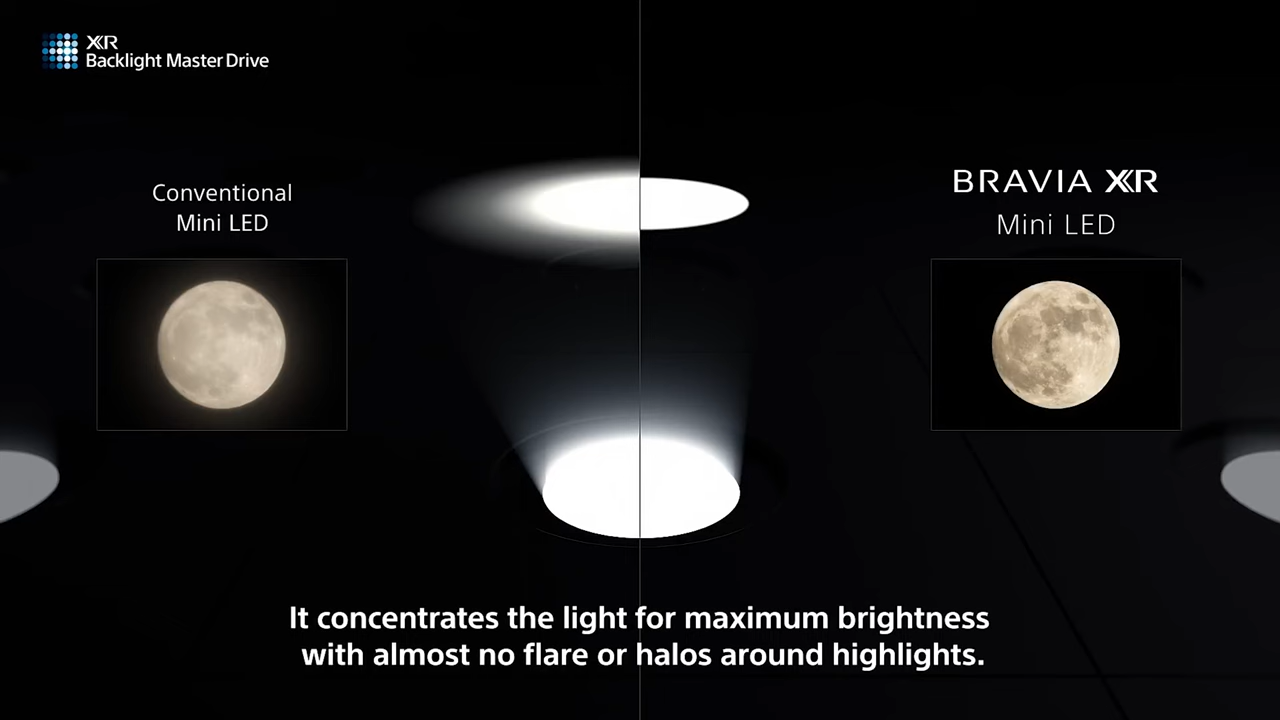 XR
Backlight Master Drive
Conventional
Mini LED
BRAVIA XR
Mini LED
It concentrates the light for maximum brightness
with almost no flare or halos around highlights.